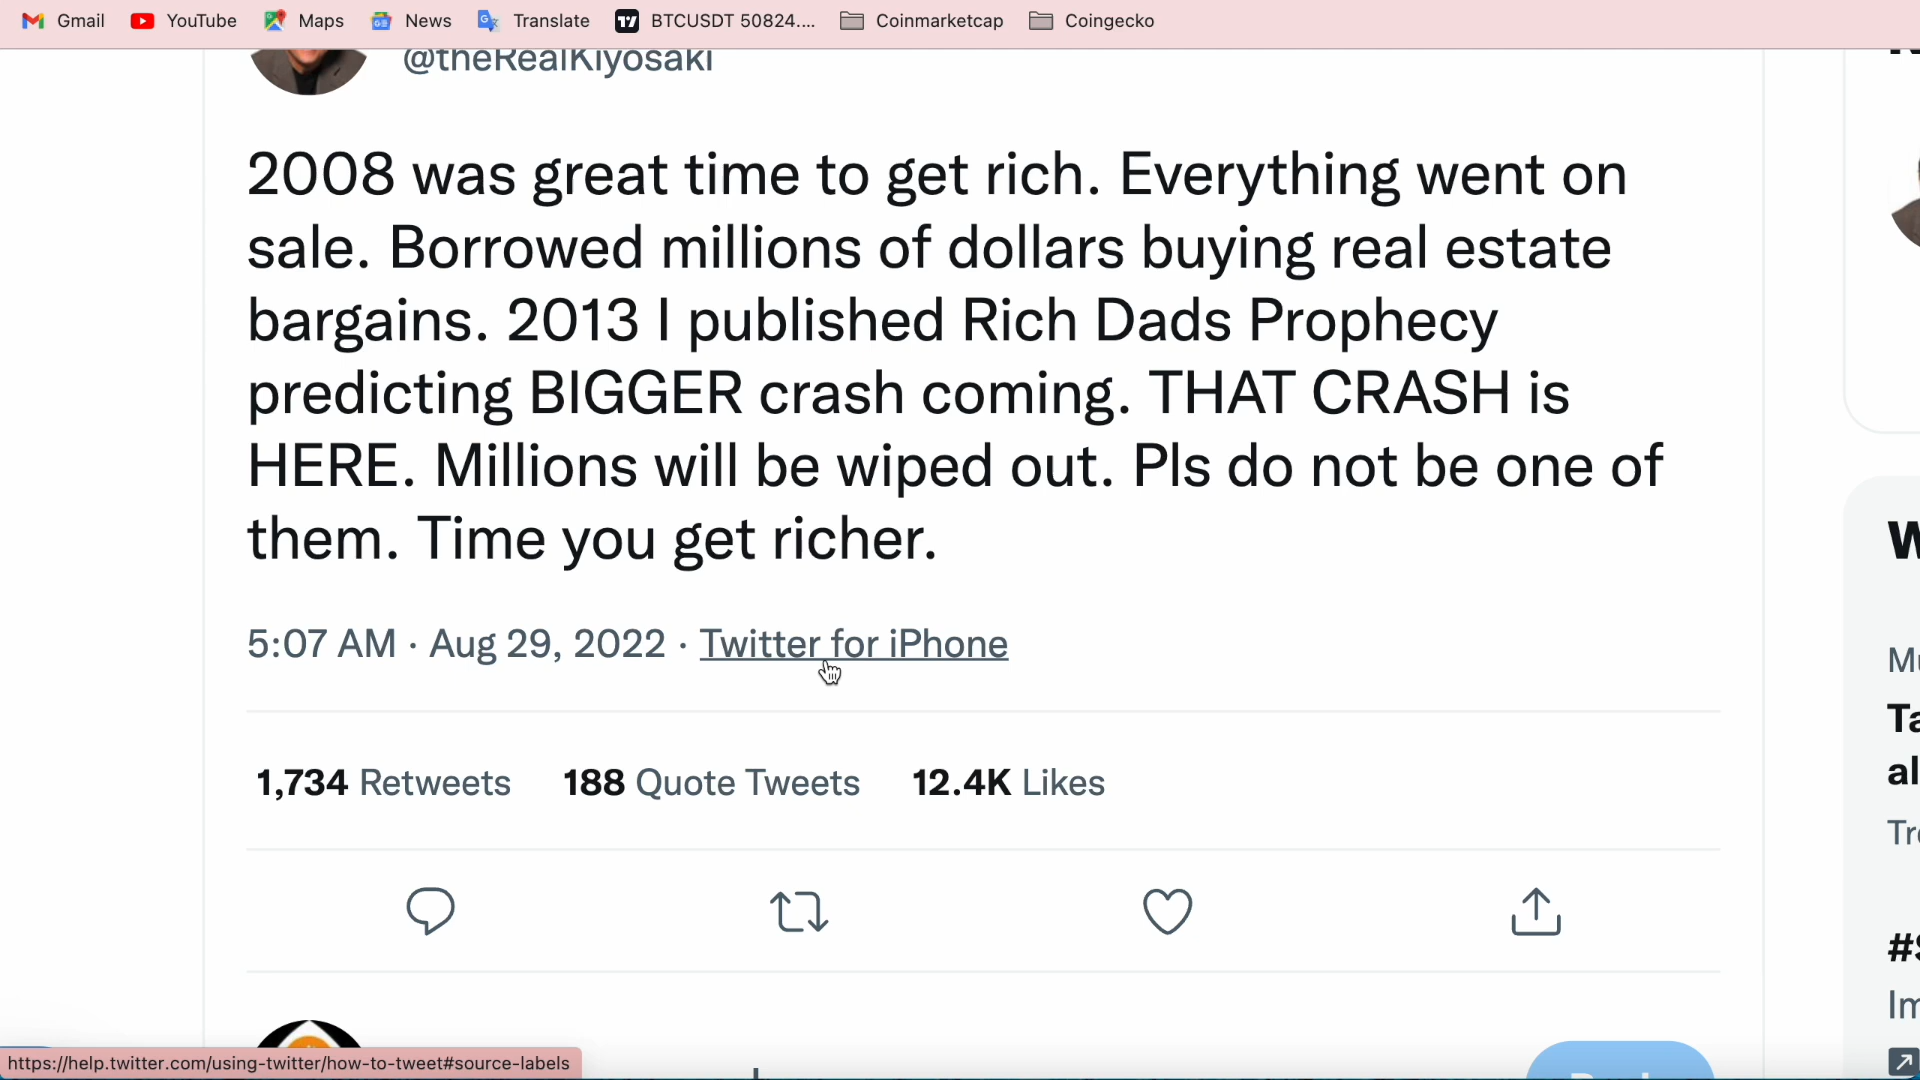 Gmail YouTube Maps News Translate BTCUSDT 50824.... Coinmarketcap Coingecko
@theRealKiyosaki
2008 was great time to get rich. Everything went on
sale. Borrowed millions of dollars buying real estate
bargains. 2013 I published Rich Dads Prophecy
predicting BIGGER crash coming. THAT CRASH is
HERE. Millions will be wiped out. Pls do not be one of
them. Time you get richer.
5:07 AM · Aug 29, 2022 · Twitter for iPhone
1,734 Retweets 188 Quote Tweets 12.4K Likes
https://help.twitter.com/using-twitter/how-to-tweet#source-labels